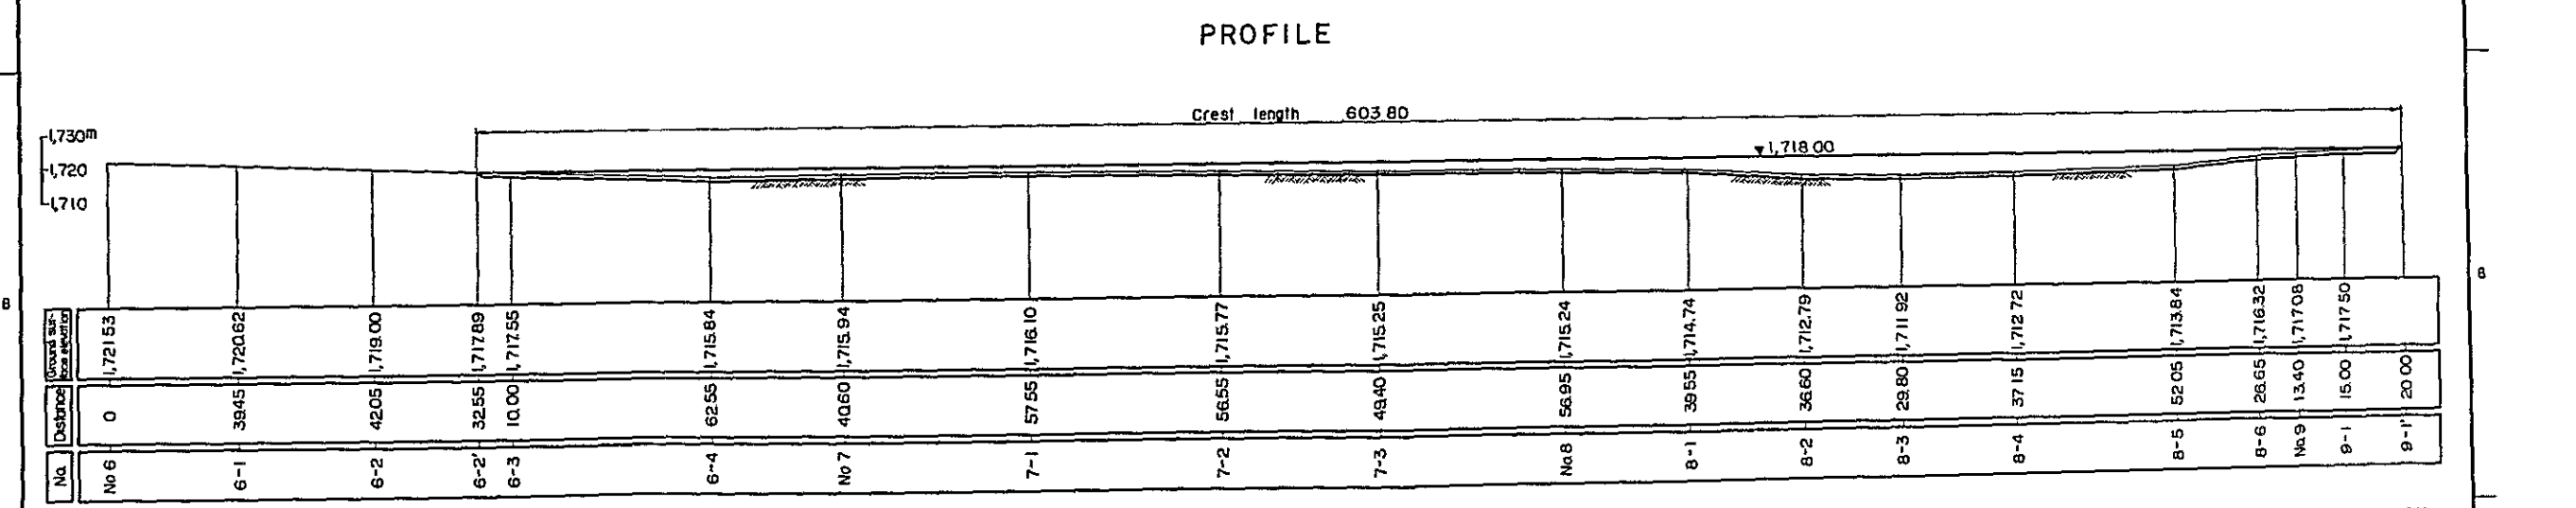 PROFILE
Crest length 603 80
1,730m
1,720
1,710
1,718 00
B
B
Ground sur-
face elevation
1,721 53 1,720.62 1,719.00 1,717.89 1,717.55 1,715.84 1,715.94 1,716.10 1,715.77 1,715.25 1,715.24 1,714.74 1,712.79 1,711 92 1,712 72 1,713.84 1,716.32 1,717 08 1,717 50
Distance
0 39.45 42.05 32.55 10.00 62.55 40.60 57 55 56.55 49.40 56.95 39 55 36.60 29.80 37 15 52 05 26.65 13.40 15.00 20 00
No.
No 6 6-1 6-2 6-2' 6-3 6-4 No 7 7-1 7-2 7-3 No.8 8-1 8-2 8-3 8-4 8-5 8-6 No.9 9-1 9-1'